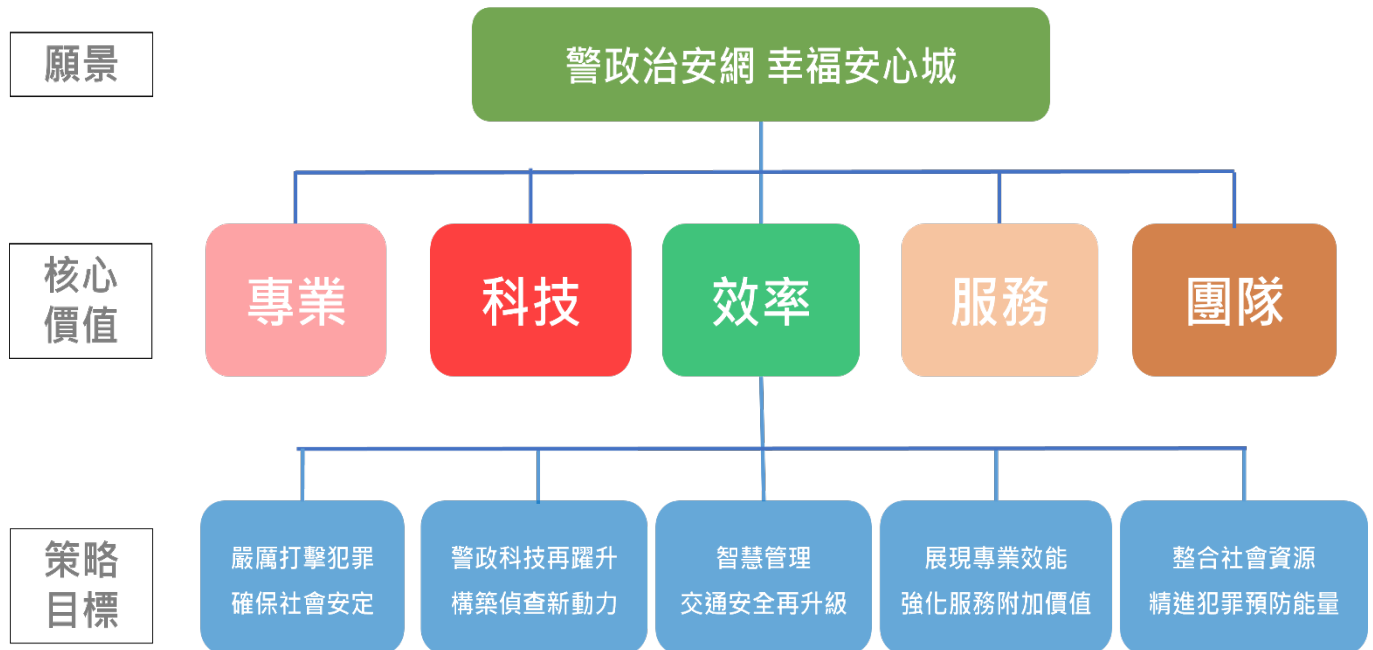 願景
警政治安網 幸福安心城
核心
價值
專業
科技
效率
服務
團隊
策略
目標
嚴厲打擊犯罪
確保社會安定
警政科技再躍升
構築偵查新動力
智慧管理
交通安全再升級
展現專業效能
強化服務附加價值
整合社會資源
精進犯罪預防能量